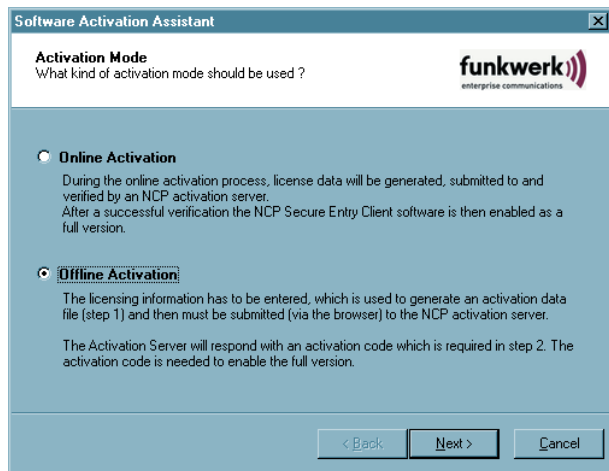 Software Activation Assistant
Activation Mode
What kind of activation mode should be used ?
funkwerk
enterprise communications
Online Activation
During the online activation process, license data will be generated, submitted to and
verified by an NCP activation server.
After a successful verification the NCP Secure Entry Client software is then enabled as a
full version.
Offline Activation
The licensing information has to be entered, which is used to generate an activation data
file (step 1) and then must be submitted (via the browser) to the NCP activation server.
The Activation Server will respond with an activation code which is required in step 2. The
activation code is needed to enable the full version.
< Back
Next >
Cancel